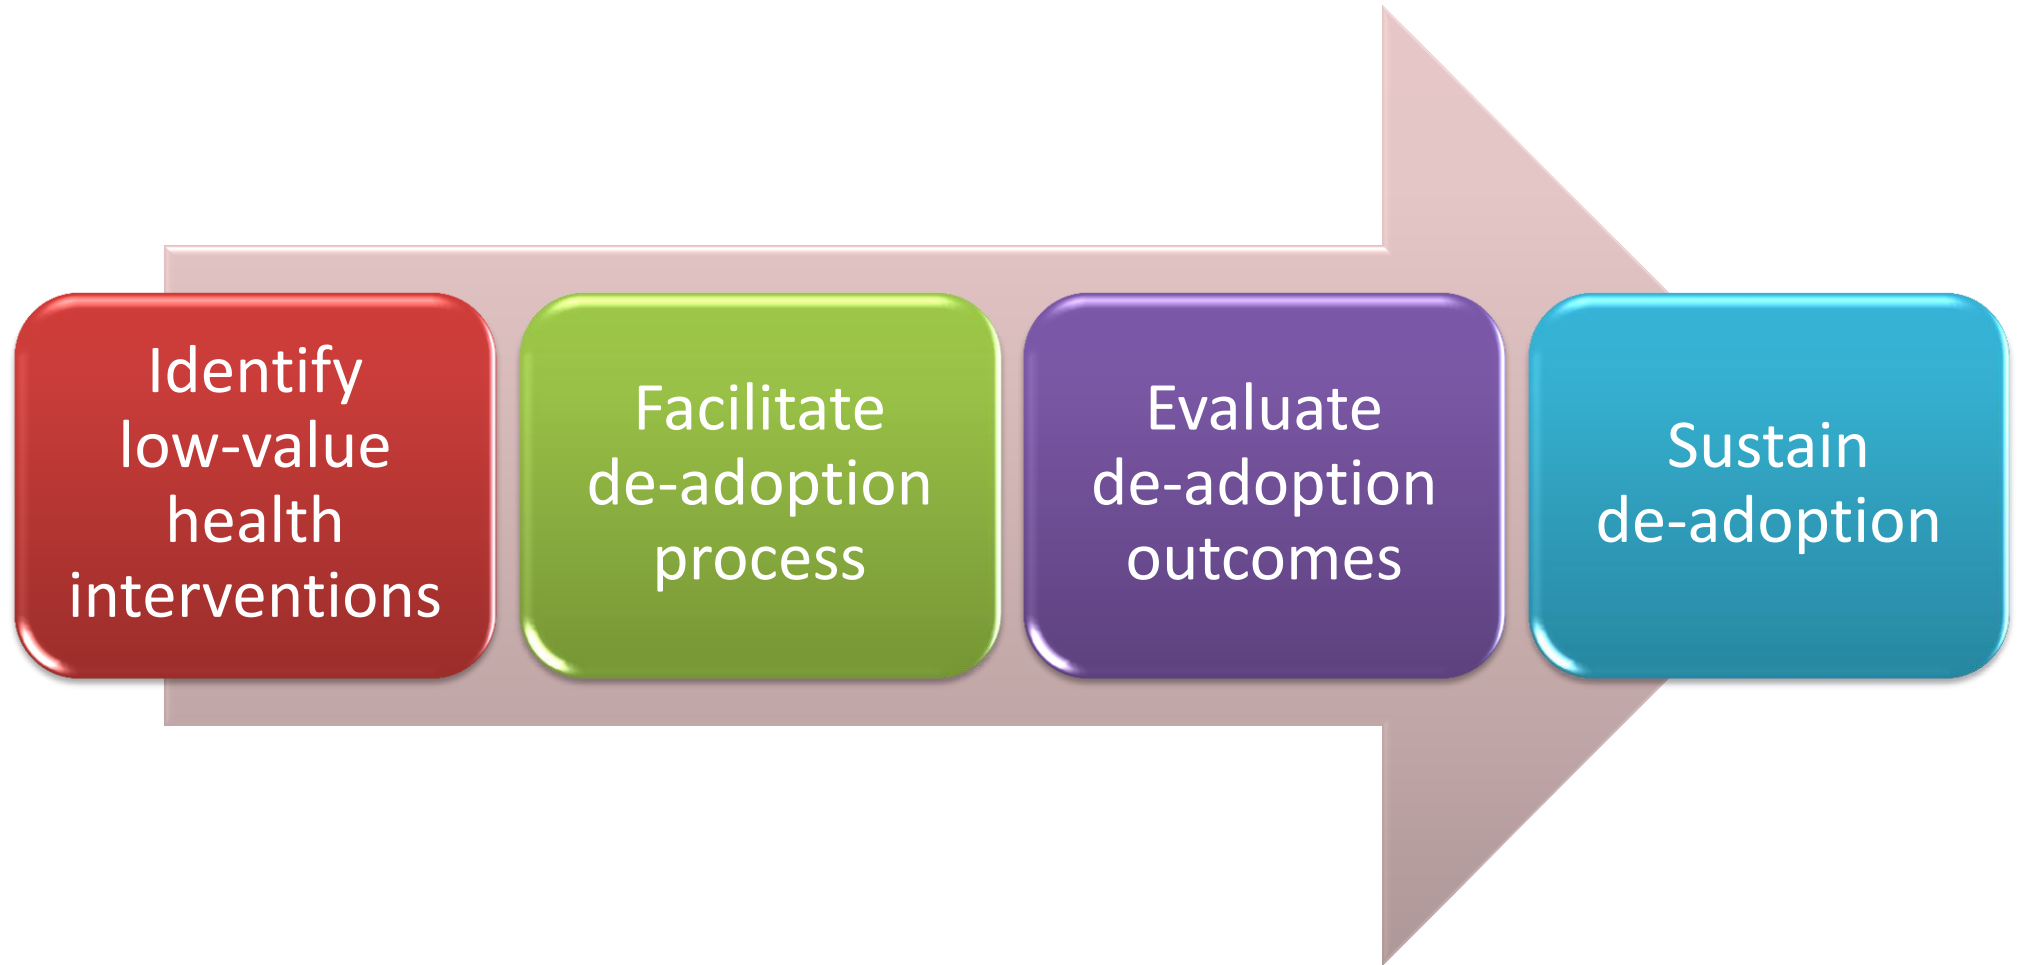 Identify
low-value
health
interventions
Facilitate
de-adoption
process
Evaluate
de-adoption
outcomes
Sustain
de-adoption